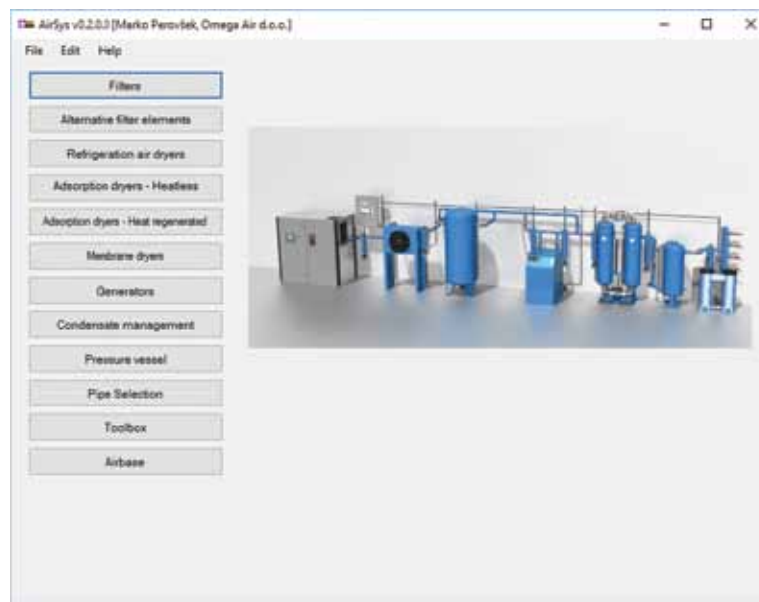 AirSys v0.2.0.3 [Marko Perovšek, Omega Air d.o.o.]
File Edit Help
Filters
Alternative filter elements
Refrigeration air dryers
Adsorption dryers - Heatless
Adsorption dryers - Heat regenerated
Membrane dryers
Generators
Condensate management
Pressure vessel
Pipe Selection
Toolbox
Airbase